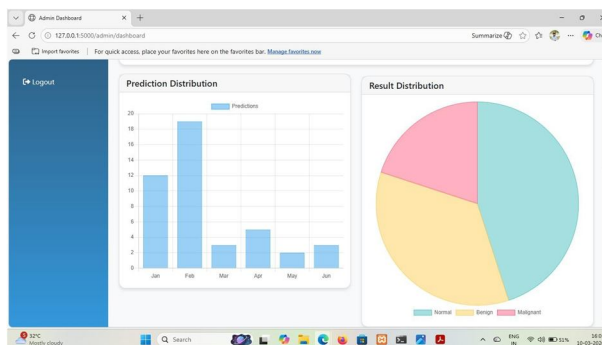 Admin Dashboard
127.0.0.1:5000/admin/dashboard
Summarize
Import favorites
For quick access, place your favorites here on the favorites bar. Manage favorites now
Logout
Prediction Distribution
Predictions
20
18
16
14
12
10
8
6
4
2
0
Jan Feb Mar Apr May Jun
Result Distribution
Normal Benign Malignant
32°C
Mostly cloudy
Search
ENG
IN
51%